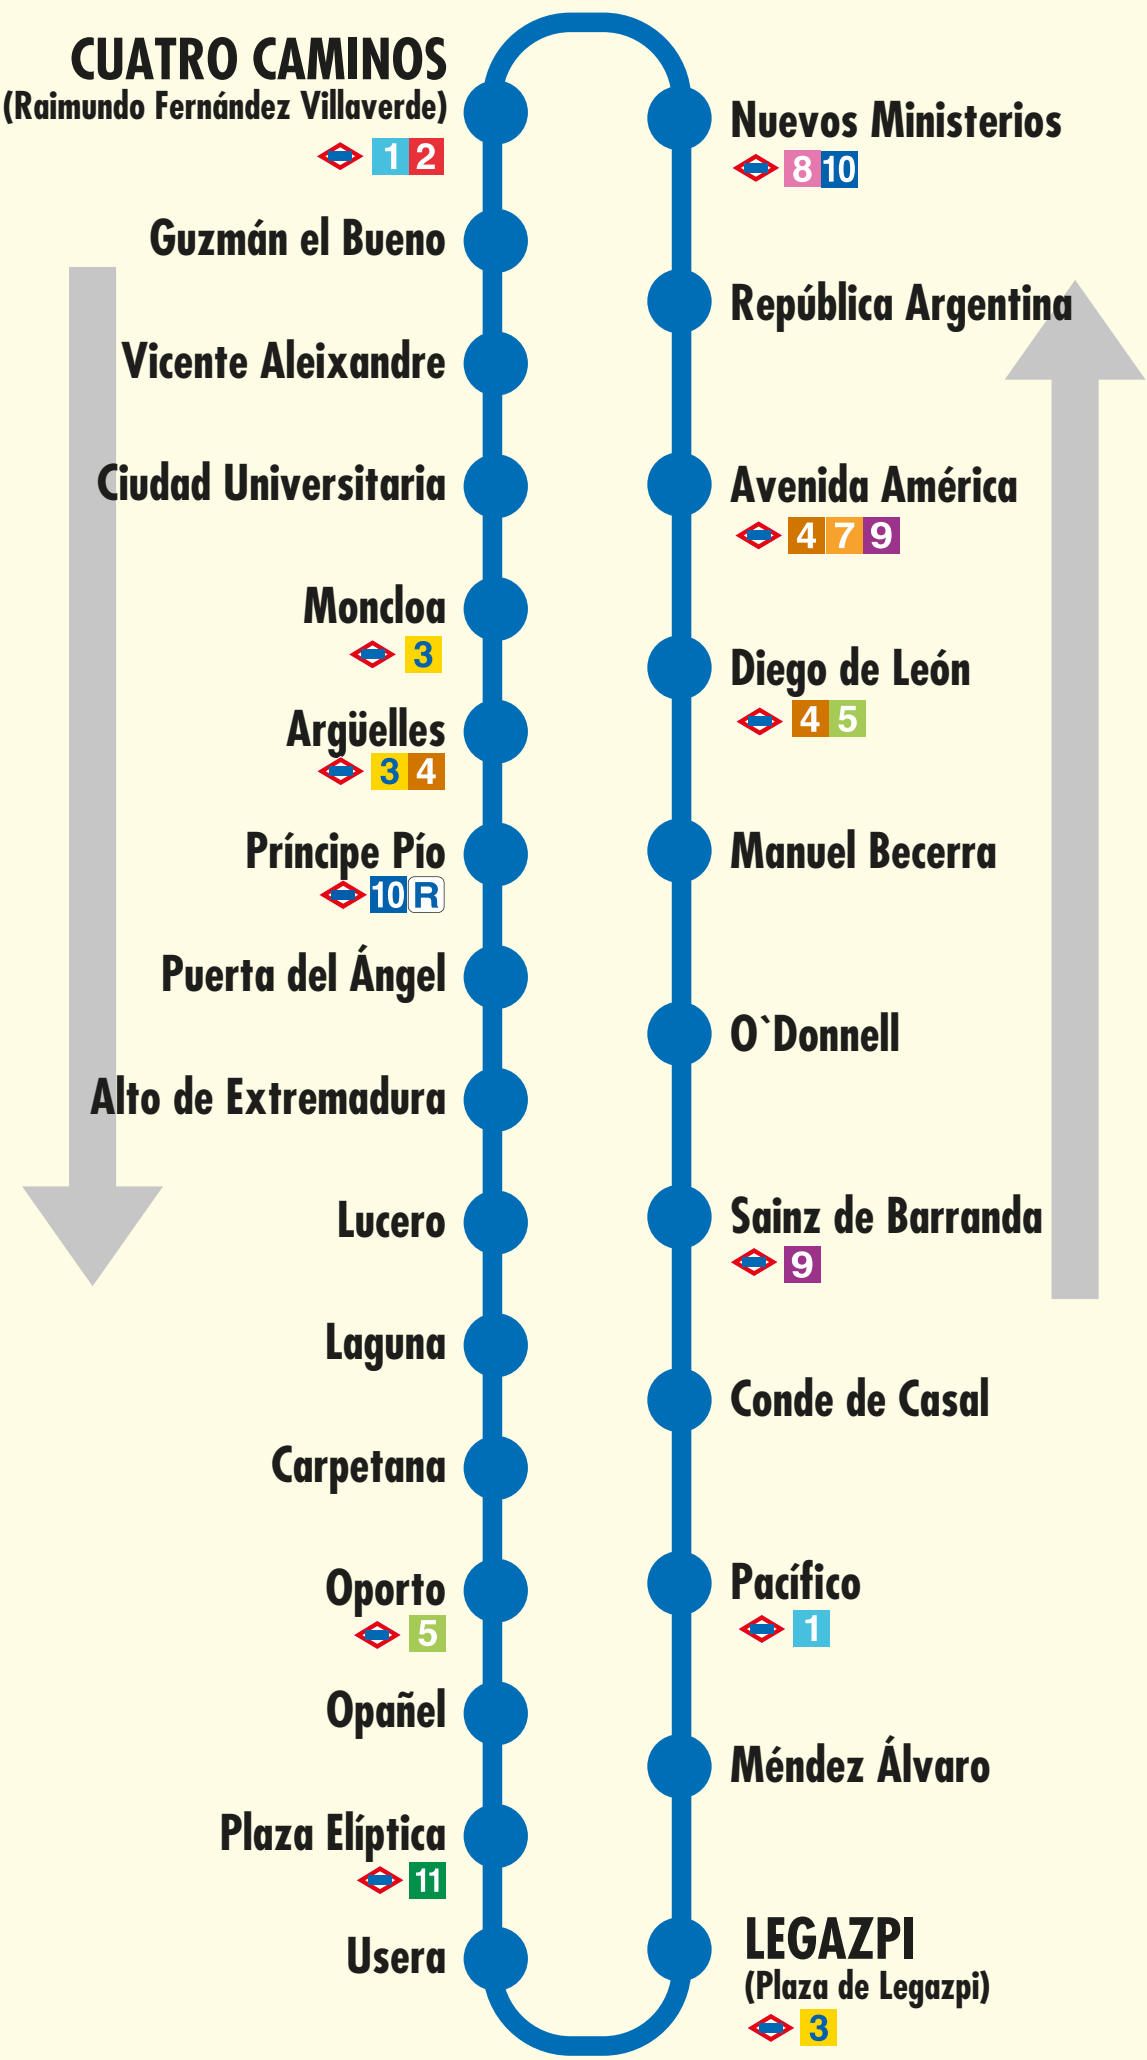 CUATRO CAMINOS
(Raimundo Fernández Villaverde)
1 2
Guzmán el Bueno
Vicente Aleixandre
Ciudad Universitaria
Moncloa
3
Argüelles
3 4
Príncipe Pío
10 R
Puerta del Ángel
Alto de Extremadura
Lucero
Laguna
Carpetana
Oporto
5
Opañel
Plaza Elíptica
11
Usera
Nuevos Ministerios
8 10
República Argentina
Avenida América
4 7 9
Diego de León
4 5
Manuel Becerra
O`Donnell
Sainz de Barranda
9
Conde de Casal
Pacífico
1
Méndez Álvaro
LEGAZPI
(Plaza de Legazpi)
3